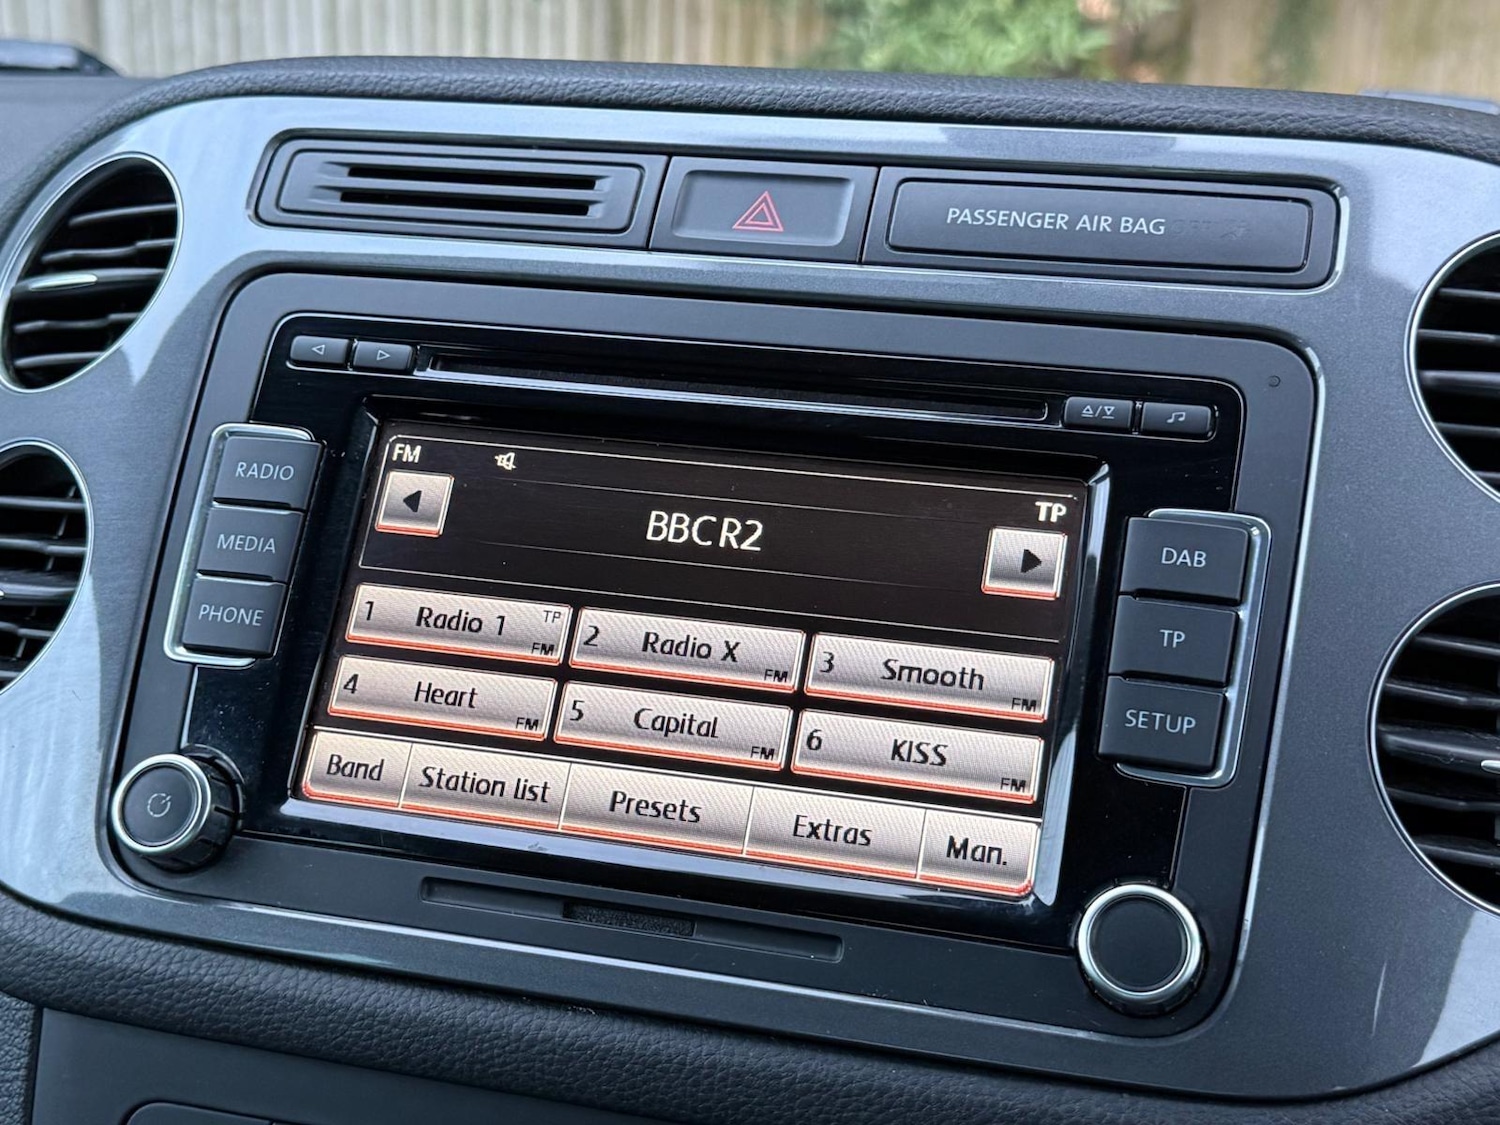 PASSENGER AIR BAG
RADIO
MEDIA
PHONE
FM
TP
BBC R2
1 Radio 1 TP FM
2 Radio X FM
3 Smooth FM
4 Heart FM
5 Capital FM
6 KISS FM
Band Station list Presets Extras Man.
DAB
TP
SETUP